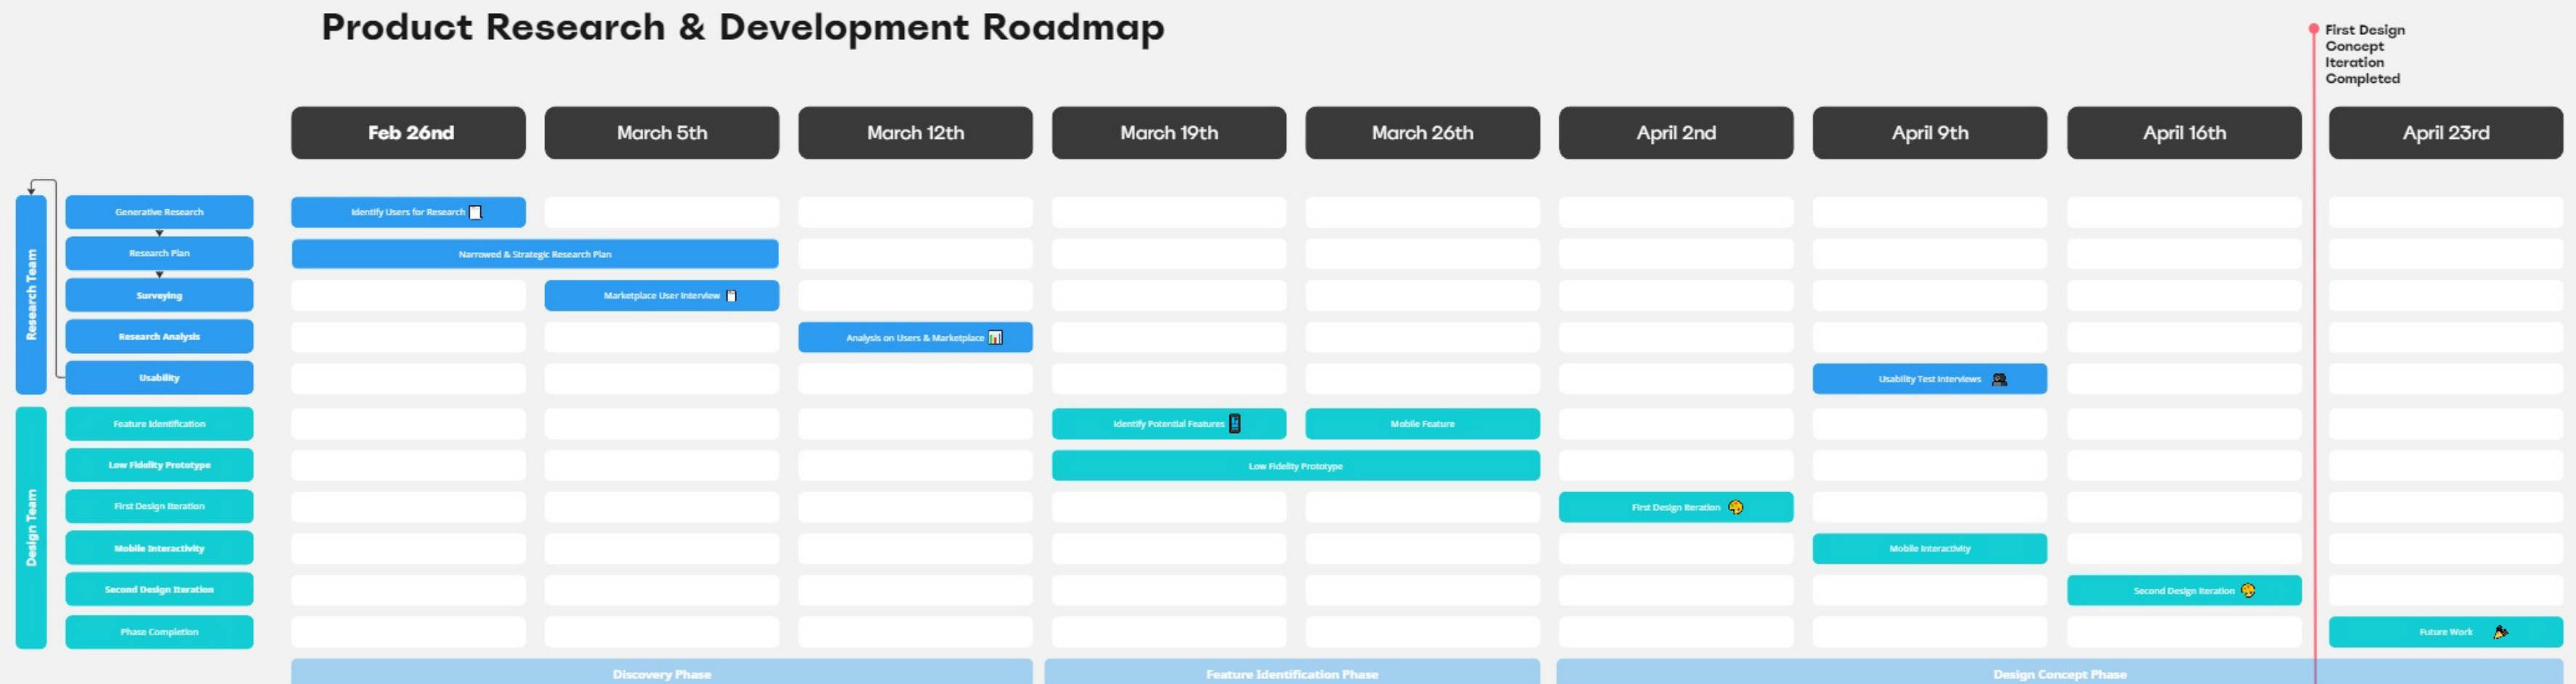 Product Research & Development Roadmap
First Design
Concept
Iteration
Completed
Feb 26nd
March 5th
March 12th
March 19th
March 26th
April 2nd
April 9th
April 16th
April 23rd
Research Team
Generative Research
Identify Users for Research
Research Plan
Narrowed & Strategic Research Plan
Surveying
Marketplace User Interview
Research Analysis
Analysis on Users & Marketplace
Usability
Usability Test Interviews
Design Team
Feature Identification
Identify Potential Features
Mobile Feature
Low Fidelity Prototype
Low Fidelity Prototype
First Design Iteration
First Design Iteration
Mobile Interactivity
Mobile Interactivity
Second Design Iteration
Second Design Iteration
Phase Completion
Future Work
Discovery Phase
Feature Identification Phase
Design Concept Phase